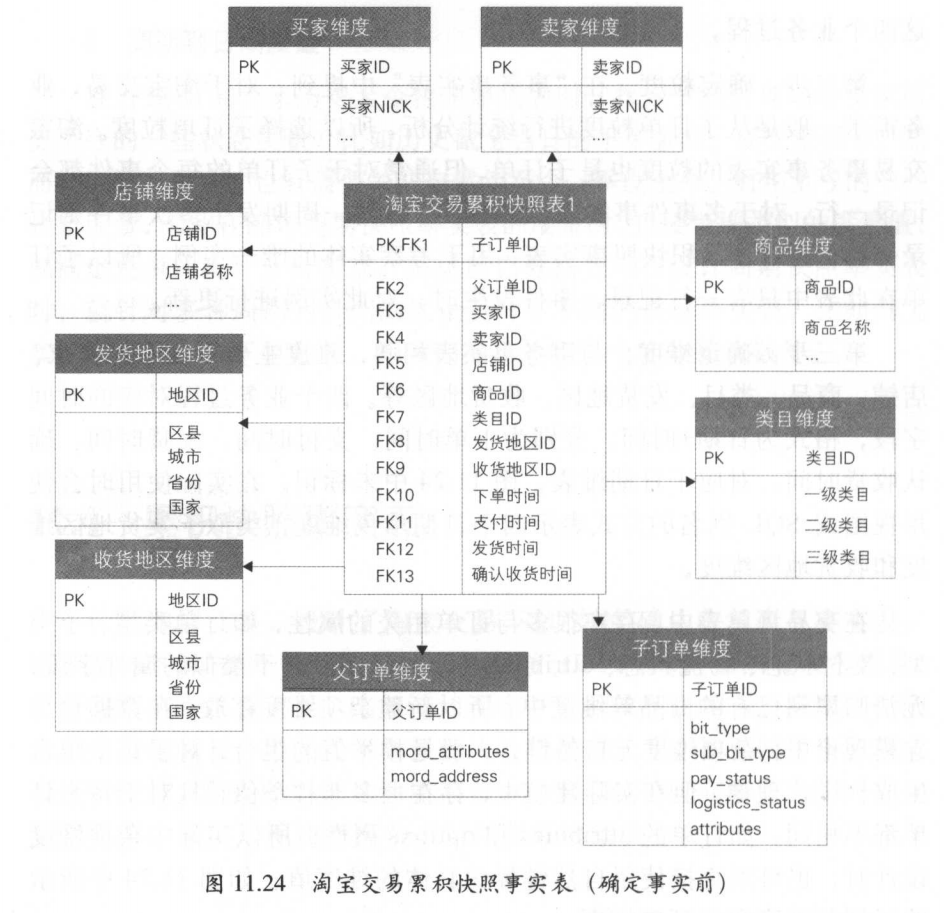 买家维度
PK 买家ID
买家NICK
...
卖家维度
PK 卖家ID
卖家NICK
...
店铺维度
PK 店铺ID
店铺名称
...
发货地区维度
PK 地区ID
区县
城市
省份
国家
收货地区维度
PK 地区ID
区县
城市
省份
国家
淘宝交易累积快照表1
PK,FK1 子订单ID
FK2 父订单ID
FK3 买家ID
FK4 卖家ID
FK5 店铺ID
FK6 商品ID
FK7 类目ID
FK8 发货地区ID
FK9 收货地区ID
FK10 下单时间
FK11 支付时间
FK12 发货时间
FK13 确认收货时间
商品维度
PK 商品ID
商品名称
...
类目维度
PK 类目ID
一级类目
二级类目
三级类目
父订单维度
PK 父订单ID
mord_attributes
mord_address
子订单维度
PK 子订单ID
bit_type
sub_bit_type
pay_status
logistics_status
attributes
图 11.24 淘宝交易累积快照事实表（确定事实前）